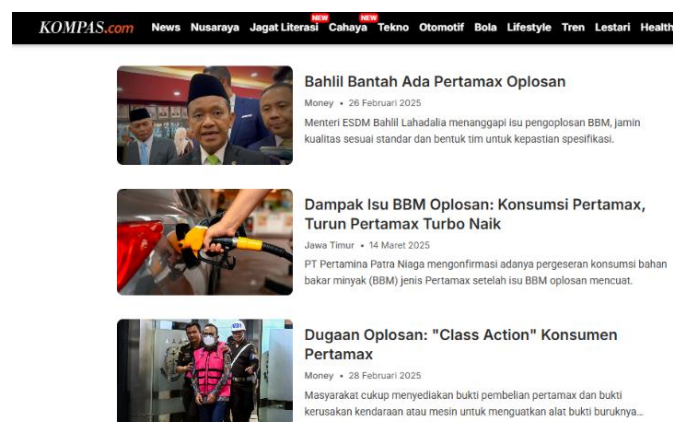 KOMPAS.com News Nusaraya Jagat Literasi NEW Cahaya NEW Tekno Otomotif Bola Lifestyle Tren Lestari Health
Bahlil Bantah Ada Pertamax Oplosan
Money • 26 Februari 2025
Menteri ESDM Bahlil Lahadalia menanggapi isu pengoplosan BBM, jamin
kualitas sesuai standar dan bentuk tim untuk kepastian spesifikasi.
Dampak Isu BBM Oplosan: Konsumsi Pertamax,
Turun Pertamax Turbo Naik
Jawa Timur • 14 Maret 2025
PT Pertamina Patra Niaga mengonfirmasi adanya pergeseran konsumsi bahan
bakar minyak (BBM) jenis Pertamax setelah isu BBM oplosan mencuat.
Dugaan Oplosan: "Class Action" Konsumen
Pertamax
Money • 28 Februari 2025
Masyarakat cukup menyediakan bukti pembelian pertamax dan bukti
kerusakan kendaraan atau mesin untuk menguatkan alat bukti buruknya...